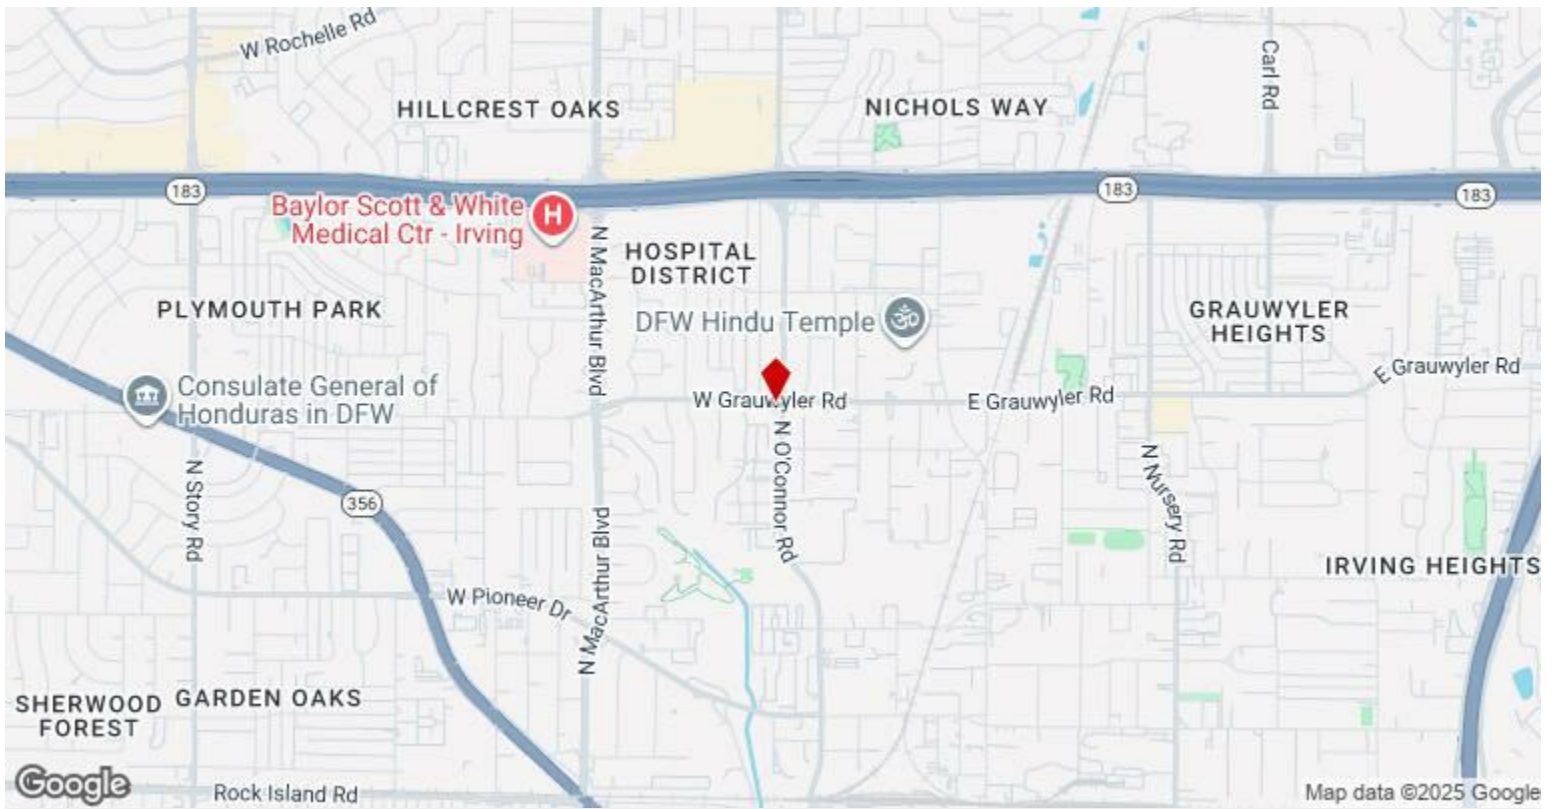 W Rochelle Rd
Carl Rd
HILLCREST OAKS
NICHOLS WAY
183
183
183
Baylor Scott & White
Medical Ctr - Irving
H
N MacArthur Blvd
HOSPITAL
DISTRICT
PLYMOUTH PARK
DFW Hindu Temple
ॐ
GRAUWYLER
HEIGHTS
E Grauwyler Rd
Consulate General of
Honduras in DFW
W Grauwyler Rd
E Grauwyler Rd
N O'Connor Rd
N Story Rd
356
N Nursery Rd
N MacArthur Blvd
IRVING HEIGHTS
W Pioneer Dr
SHERWOOD
FOREST
GARDEN OAKS
Google
Rock Island Rd
Map data ©2025 Google